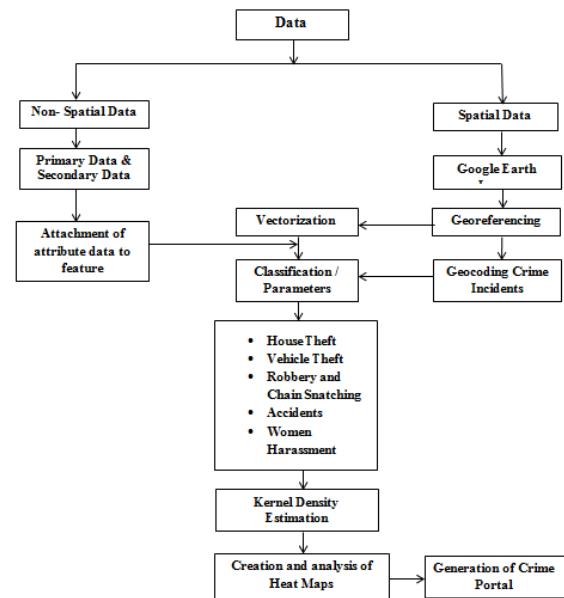 Data
Non- Spatial Data
Spatial Data
Primary Data &
Secondary Data
Google Earth
Attachment of
attribute data to
feature
Vectorization
Georeferencing
Classification /
Parameters
Geocoding Crime
Incidents
• House Theft
• Vehicle Theft
• Robbery and
Chain Snatching
• Accidents
• Women
Harassment
Kernel Density
Estimation
Creation and analysis of
Heat Maps
Generation of Crime
Portal